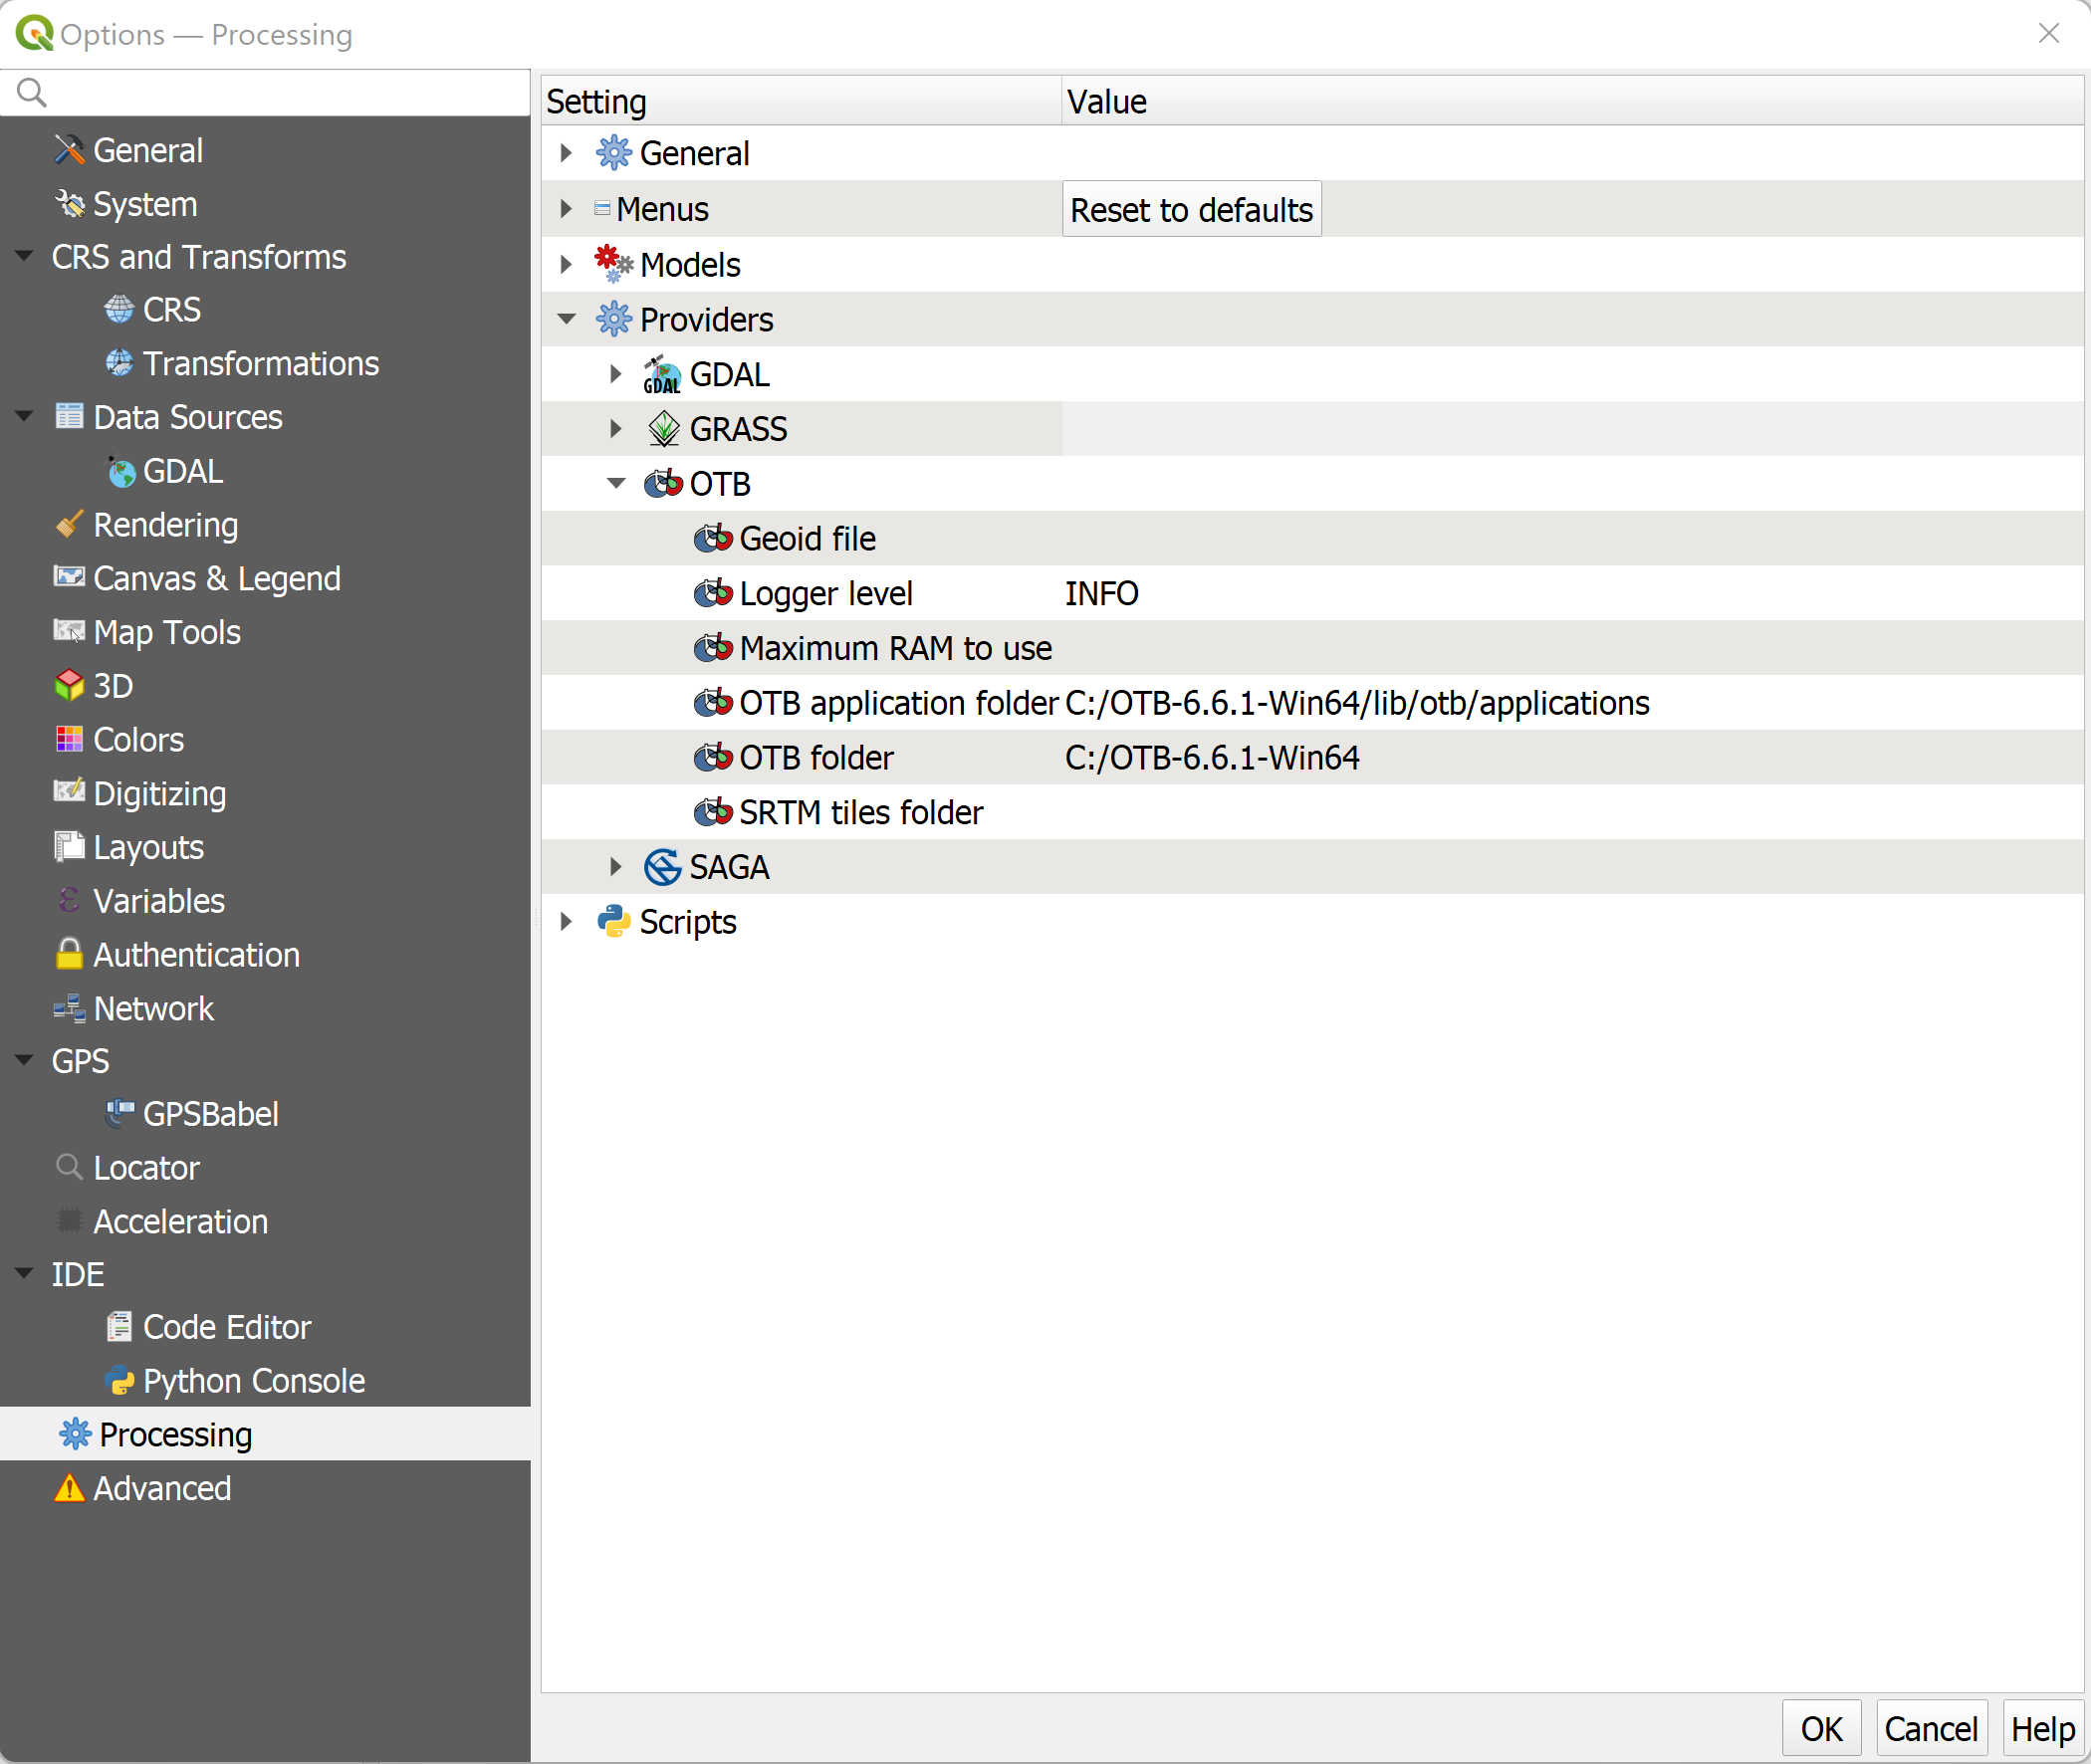 Options — Processing
General
System
CRS and Transforms
CRS
Transformations
Data Sources
GDAL
Rendering
Canvas & Legend
Map Tools
3D
Colors
Digitizing
Layouts
Variables
Authentication
Network
GPS
GPSBabel
Locator
Acceleration
IDE
Code Editor
Python Console
Processing
Advanced
Setting Value
General
Menus Reset to defaults
Models
Providers
GDAL GDAL
GRASS
OTB
Geoid file
Logger level INFO
Maximum RAM to use
OTB application folder C:/OTB-6.6.1-Win64/lib/otb/applications
OTB folder C:/OTB-6.6.1-Win64
SRTM tiles folder
SAGA
Scripts
OK Cancel Help